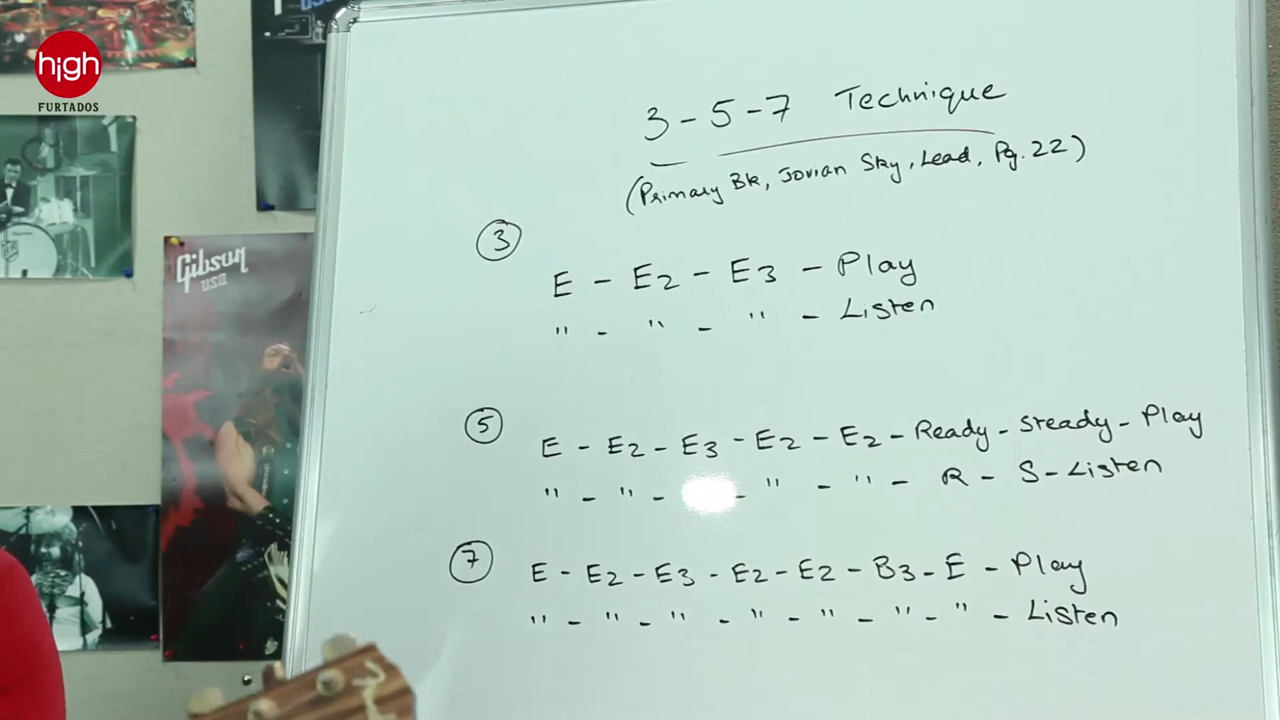 high
FURTADOS
Gibson
USA
3 - 5 - 7 Technique
(Primary Bk, Jovian Sky, Lead, Pg. 22)
③
E - E2 - E3 - Play
" - " - " - Listen
⑤
E - E2 - E3 - E2 - E2 - Ready - Steady - Play
" - " - - " - " - R - S - Listen
⑦
E - E2 - E3 - E2 - E2 - B3 - E - Play
" - " - " - " - " - " - " - Listen